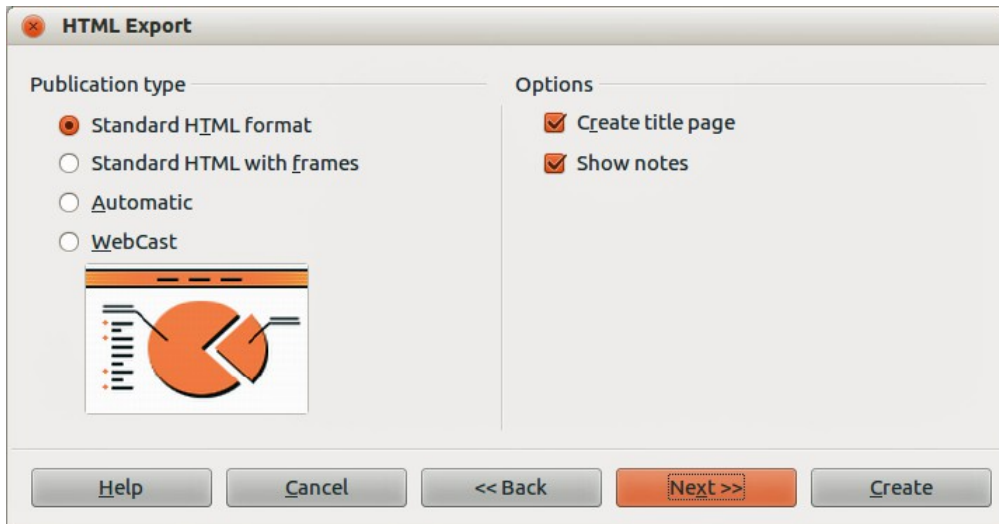 HTML Export
Publication type
Standard HTML format
Standard HTML with frames
Automatic
WebCast
Options
Create title page
Show notes
Help
Cancel
<< Back
Next >>
Create